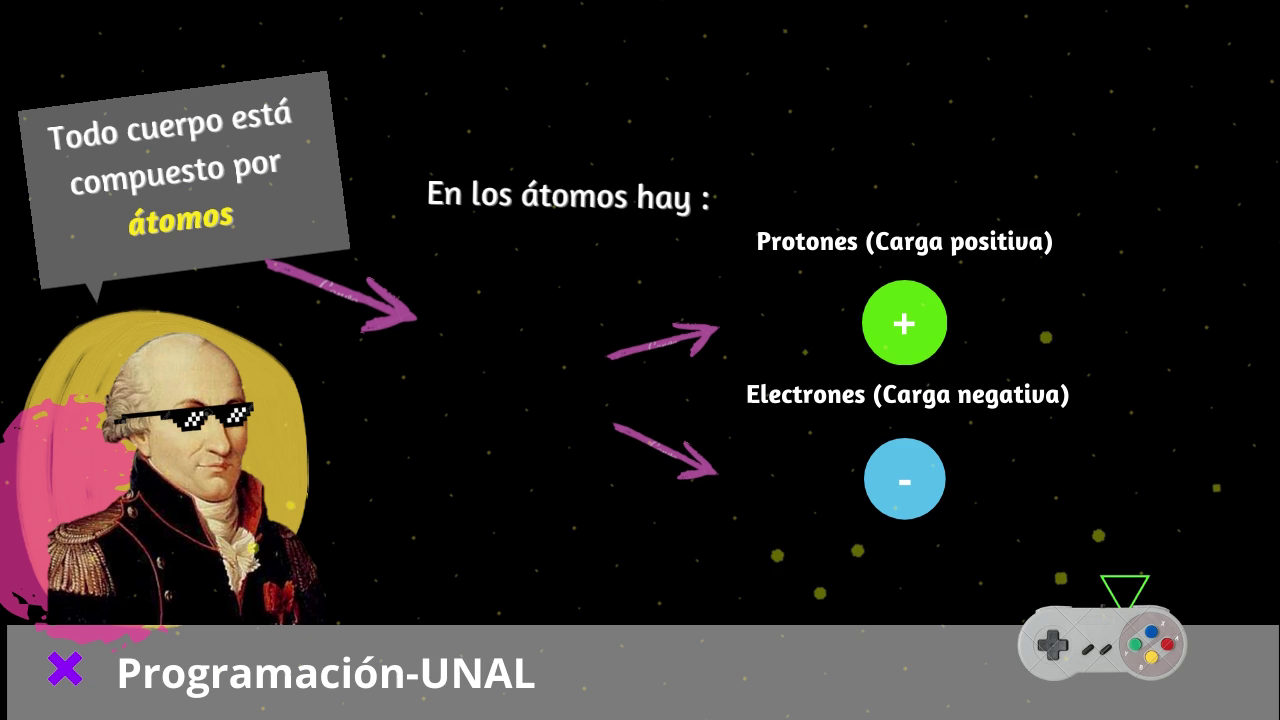 Todo cuerpo está
compuesto por
átomos
En los átomos hay :
Protones (Carga positiva)
+
Electrones (Carga negativa)
-
Programación-UNAL